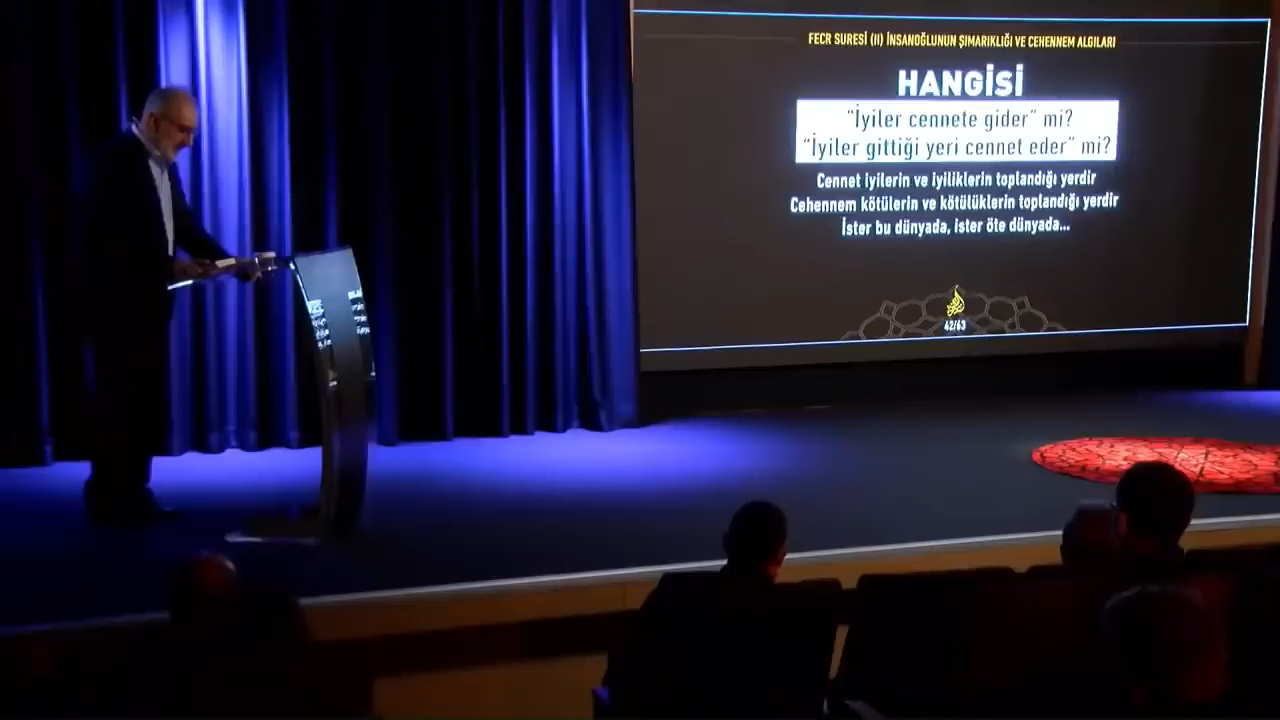 FECR SURESİ (II) İNSANOĞLUNUN ŞIMARIKLIĞI VE CEHENNEM ALGILARI
HANGİSİ
"İyiler cennete gider" mi?
"İyiler gittiği yeri cennet eder" mi?
Cennet iyilerin ve iyiliklerin toplandığı yerdir
Cehennem kötülerin ve kötülüklerin toplandığı yerdir
İster bu dünyada, ister öte dünyada...
42/63